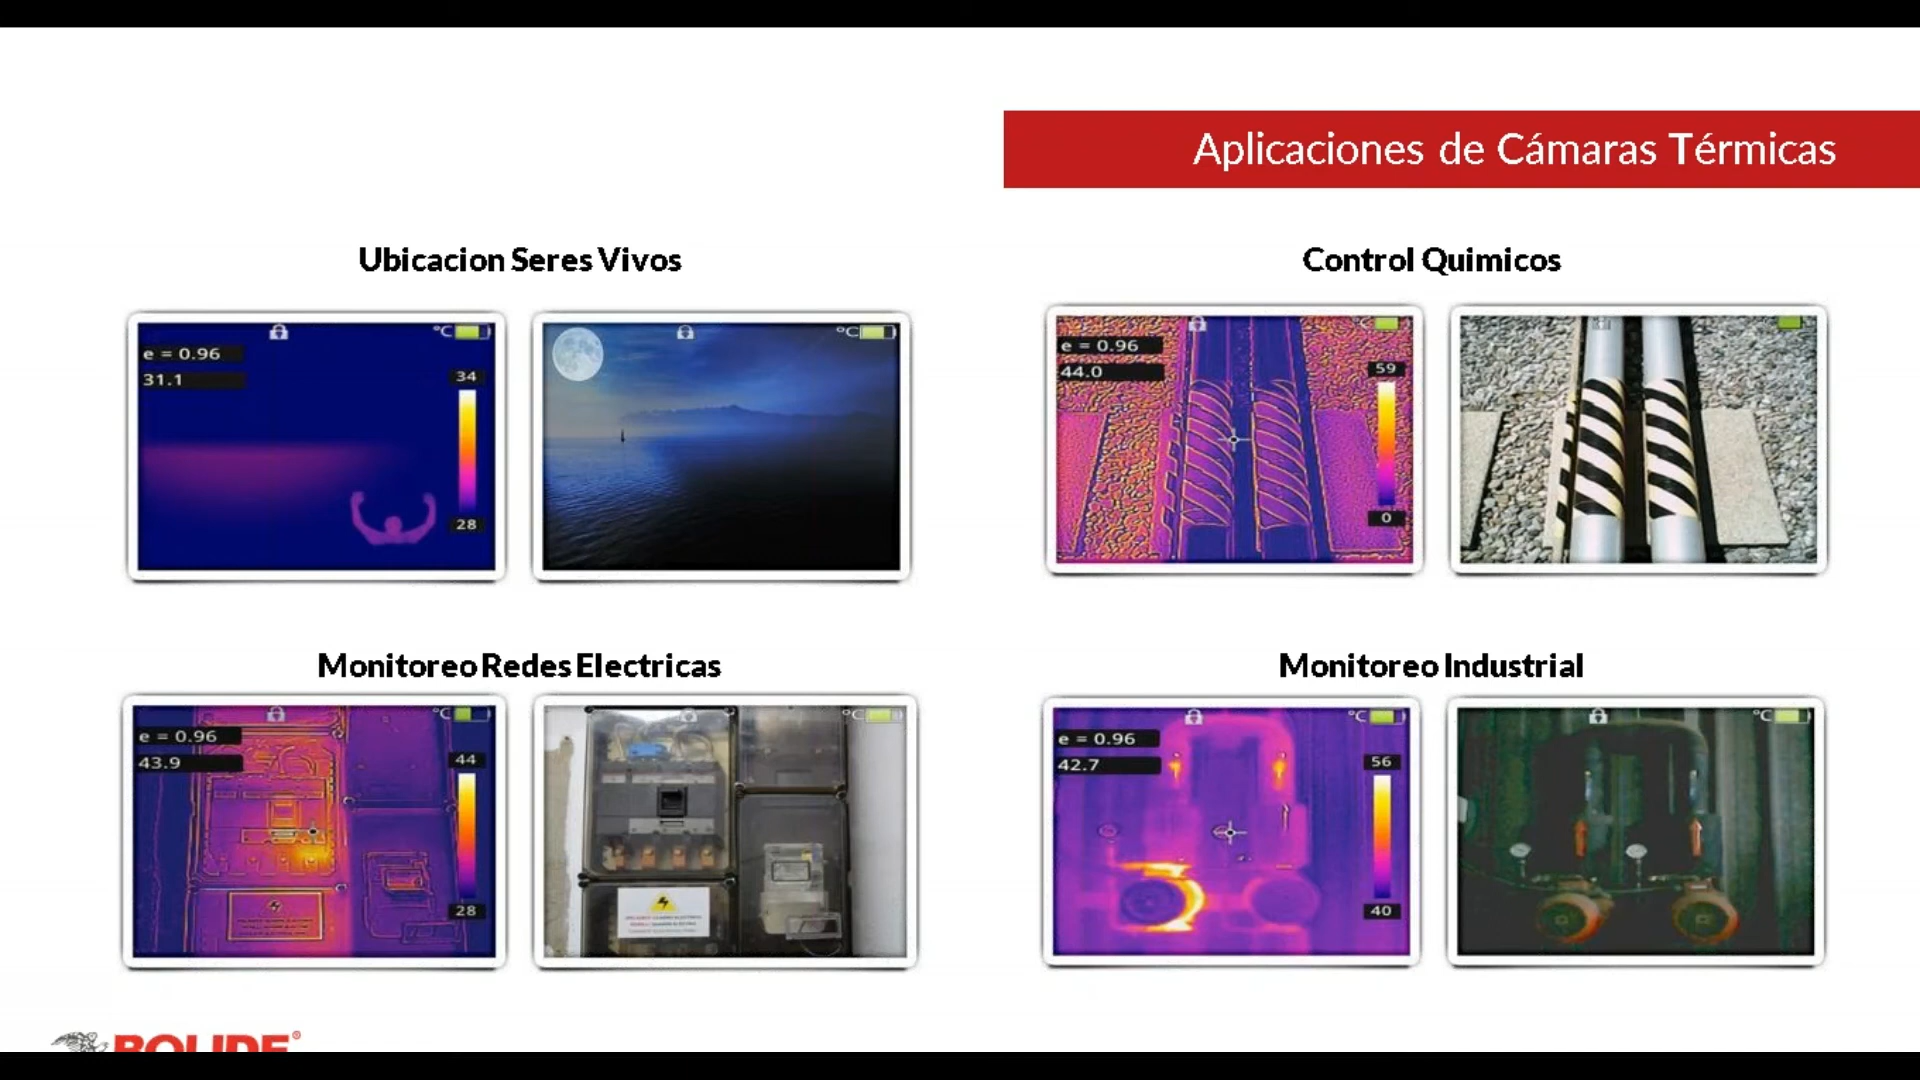 Aplicaciones de Cámaras Térmicas
Ubicacion Seres Vivos
Control Quimicos
e = 0.96
31.1
°C
34
28
°C
e = 0.96
44.0
59
0
Monitoreo Redes Electricas
Monitoreo Industrial
e = 0.96
43.9
°C
44
28
°C
e = 0.96
42.7
°C
56
40
°C
BOLIDE®